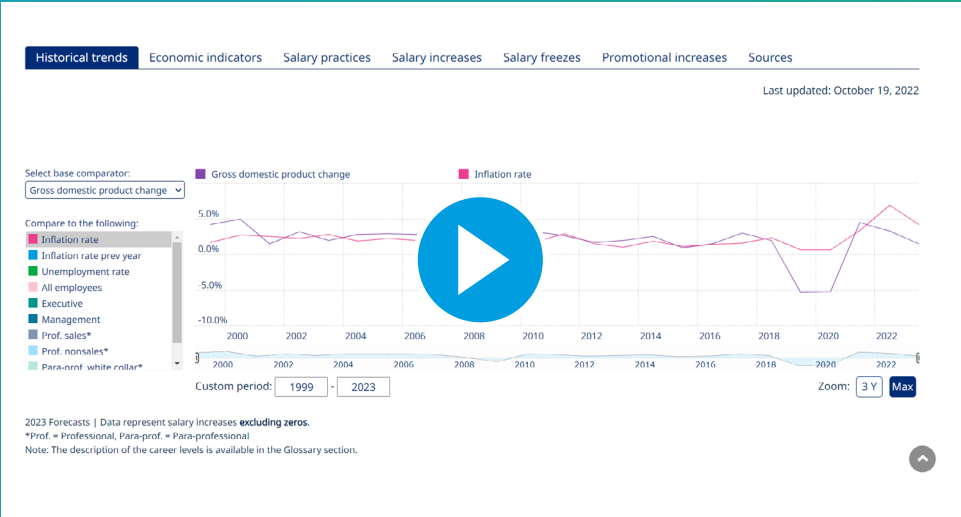 Historical trends Economic indicators Salary practices Salary increases Salary freezes Promotional increases Sources
Last updated: October 19, 2022
Select base comparator:
Gross domestic product change
Gross domestic product change Inflation rate
Compare to the following:
Inflation rate
Inflation rate prev year
Unemployment rate
All employees
Executive
Management
Prof. sales*
Prof. nonsales*
Para-prof. white collar*
5.0%
0.0%
-5.0%
-10.0%
2000 2002 2004 2006 2008 2010 2012 2014 2016 2018 2020 2022
2000 2002 2004 2006 2008 2010 2012 2014 2016 2018 2020 2022
Custom period: 1999 - 2023 Zoom: 3 Y Max
2023 Forecasts | Data represent salary increases excluding zeros.
*Prof. = Professional, Para-prof. = Para-professional
Note: The description of the career levels is available in the Glossary section.